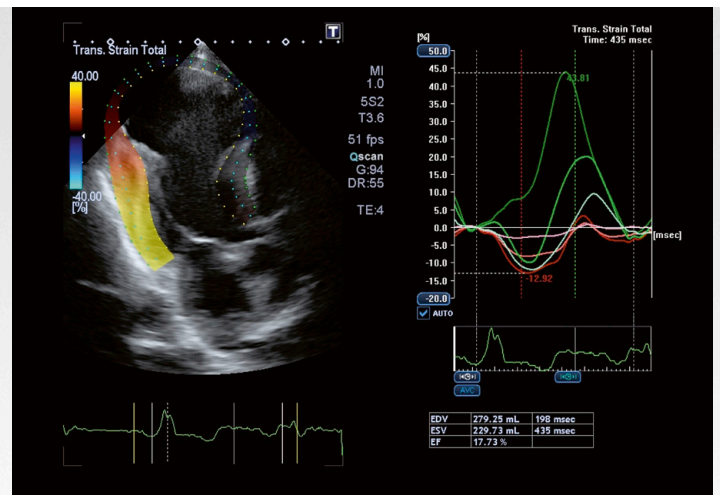 T
Trans. Strain Total
40.00
-40.00
[%]
MI
1.0
5S2
T3.6
51 fps
Qscan
G:94
DR:55
TE:4
[%]
Trans. Strain Total
Time: 435 msec
50.0
45.0
40.0
35.0
30.0
25.0
20.0
15.0
10.0
5.0
0.0
-5.0
-10.0
-15.0
-20.0
43.81
-12.92
[msec]
AUTO
AVC
EDV 279.25 mL 198 msec
ESV 229.73 mL 435 msec
EF 17.73 %